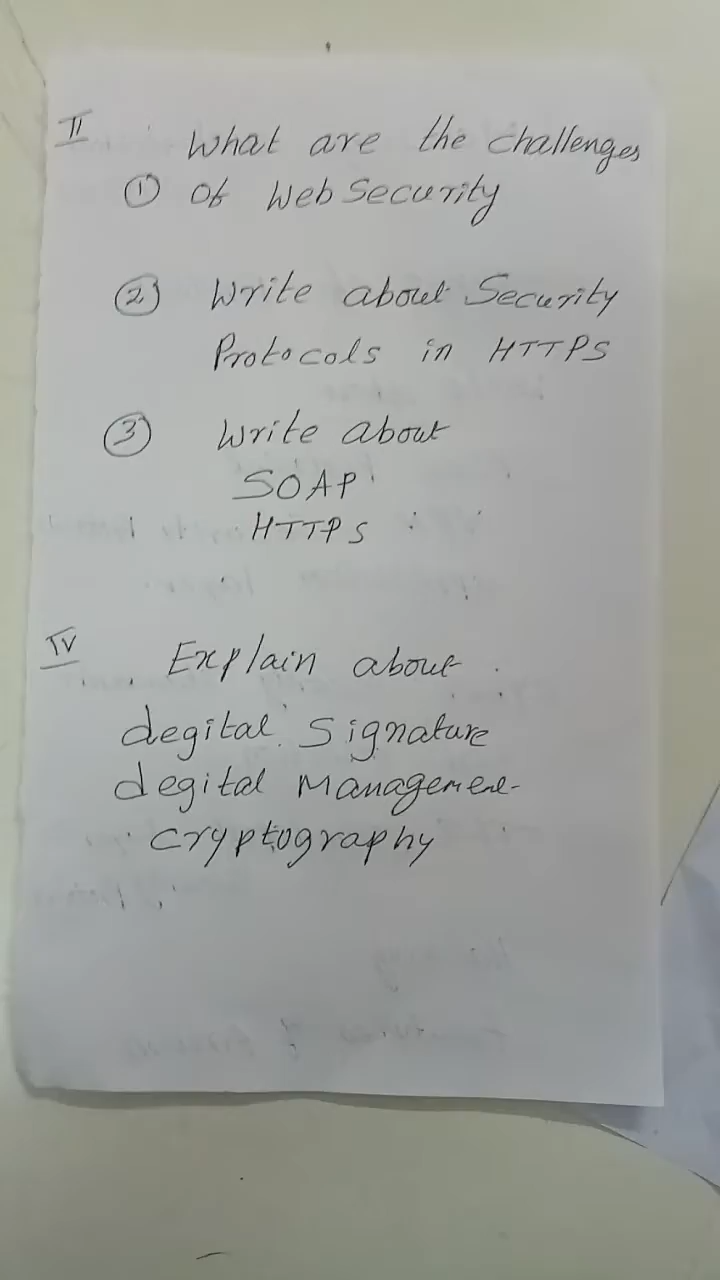 II What are the challenges
① Of Web Security
② Write about Security
Protocols in HTTPS
③ Write about
SOAP
HTTPS
IV Explain about
degital Signature
degital Management
Cryptography